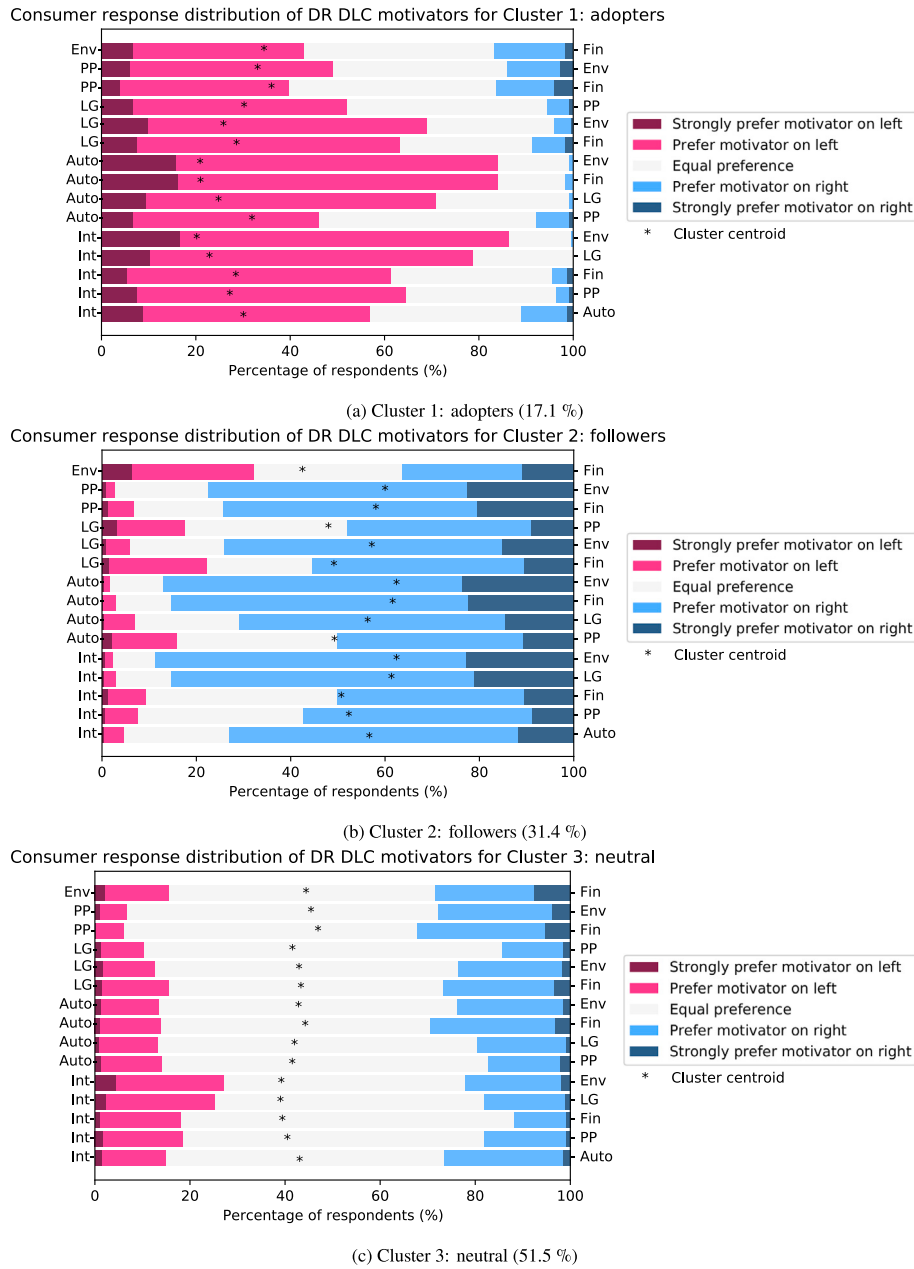 Consumer response distribution of DR DLC motivators for Cluster 1: adopters
Env Fin
PP Env
PP Fin
LG PP
LG Env
LG Fin
Auto Env
Auto Fin
Auto LG
Auto PP
Int Env
Int LG
Int Fin
Int PP
Int Auto
0 20 40 60 80 100
Percentage of respondents (%)
Strongly prefer motivator on left
Prefer motivator on left
Equal preference
Prefer motivator on right
Strongly prefer motivator on right
* Cluster centroid
(a) Cluster 1: adopters (17.1 %)
Consumer response distribution of DR DLC motivators for Cluster 2: followers
Env Fin
PP Env
PP Fin
LG PP
LG Env
LG Fin
Auto Env
Auto Fin
Auto LG
Auto PP
Int Env
Int LG
Int Fin
Int PP
Int Auto
0 20 40 60 80 100
Percentage of respondents (%)
Strongly prefer motivator on left
Prefer motivator on left
Equal preference
Prefer motivator on right
Strongly prefer motivator on right
* Cluster centroid
(b) Cluster 2: followers (31.4 %)
Consumer response distribution of DR DLC motivators for Cluster 3: neutral
Env Fin
PP Env
PP Fin
LG PP
LG Env
LG Fin
Auto Env
Auto Fin
Auto LG
Auto PP
Int Env
Int LG
Int Fin
Int PP
Int Auto
0 20 40 60 80 100
Percentage of respondents (%)
Strongly prefer motivator on left
Prefer motivator on left
Equal preference
Prefer motivator on right
Strongly prefer motivator on right
* Cluster centroid
(c) Cluster 3: neutral (51.5 %)